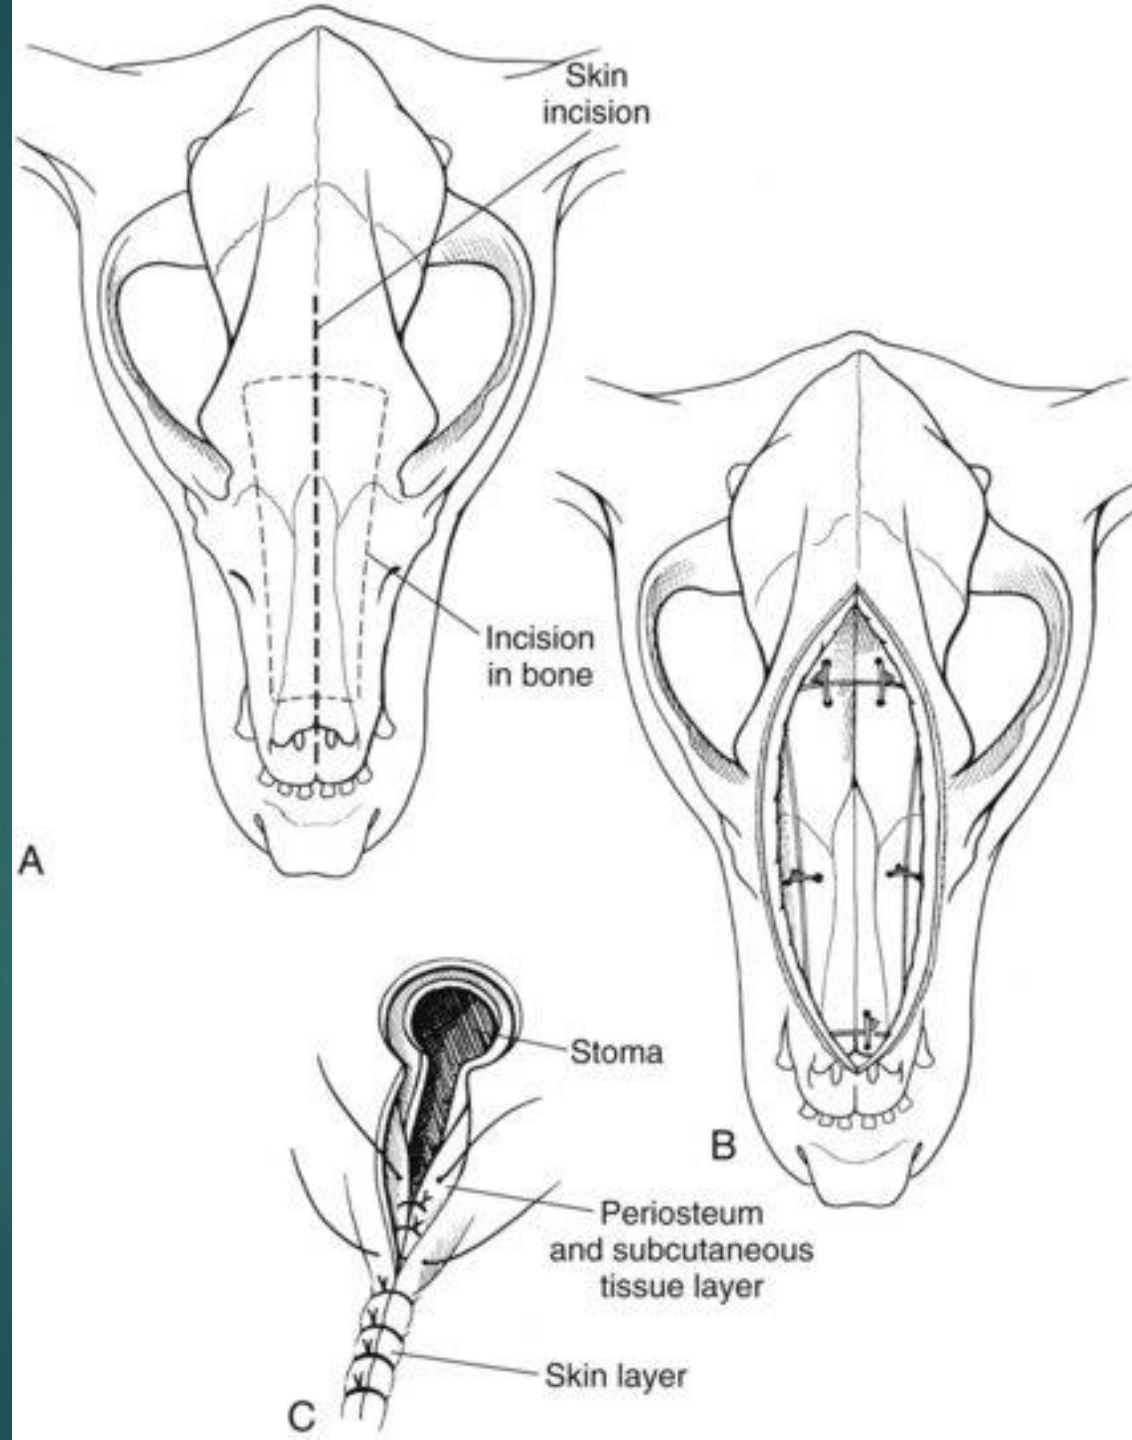 Skin
incision
Incision
in bone
A
B
Stoma
Periosteum
and subcutaneous
tissue layer
Skin layer
C